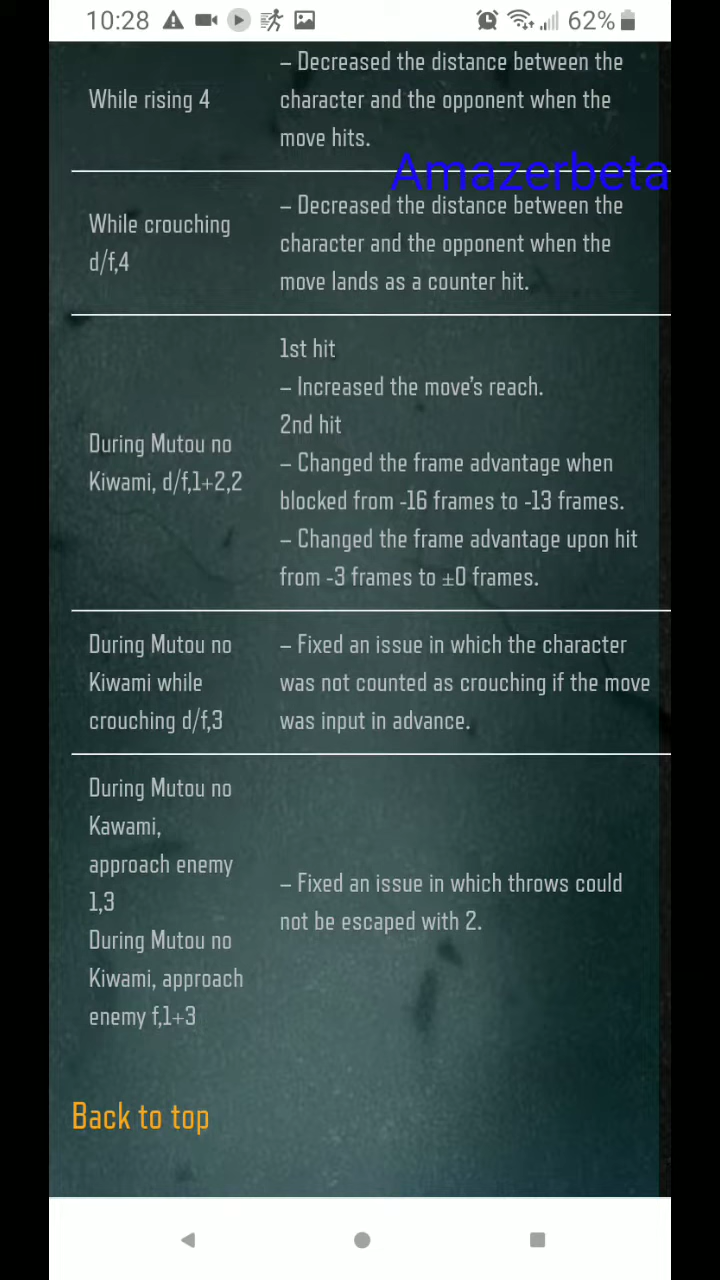 10:28
62%
While rising 4
– Decreased the distance between the
character and the opponent when the
move hits.
Amazerbeta
While crouching
d/f,4
– Decreased the distance between the
character and the opponent when the
move lands as a counter hit.
During Mutou no
Kiwami, d/f,1+2,2
1st hit
– Increased the move's reach.
2nd hit
– Changed the frame advantage when
blocked from -16 frames to -13 frames.
– Changed the frame advantage upon hit
from -3 frames to ±0 frames.
During Mutou no
Kiwami while
crouching d/f,3
– Fixed an issue in which the character
was not counted as crouching if the move
was input in advance.
During Mutou no
Kawami,
approach enemy
1,3
During Mutou no
Kiwami, approach
enemy f,1+3
– Fixed an issue in which throws could
not be escaped with 2.
Back to top